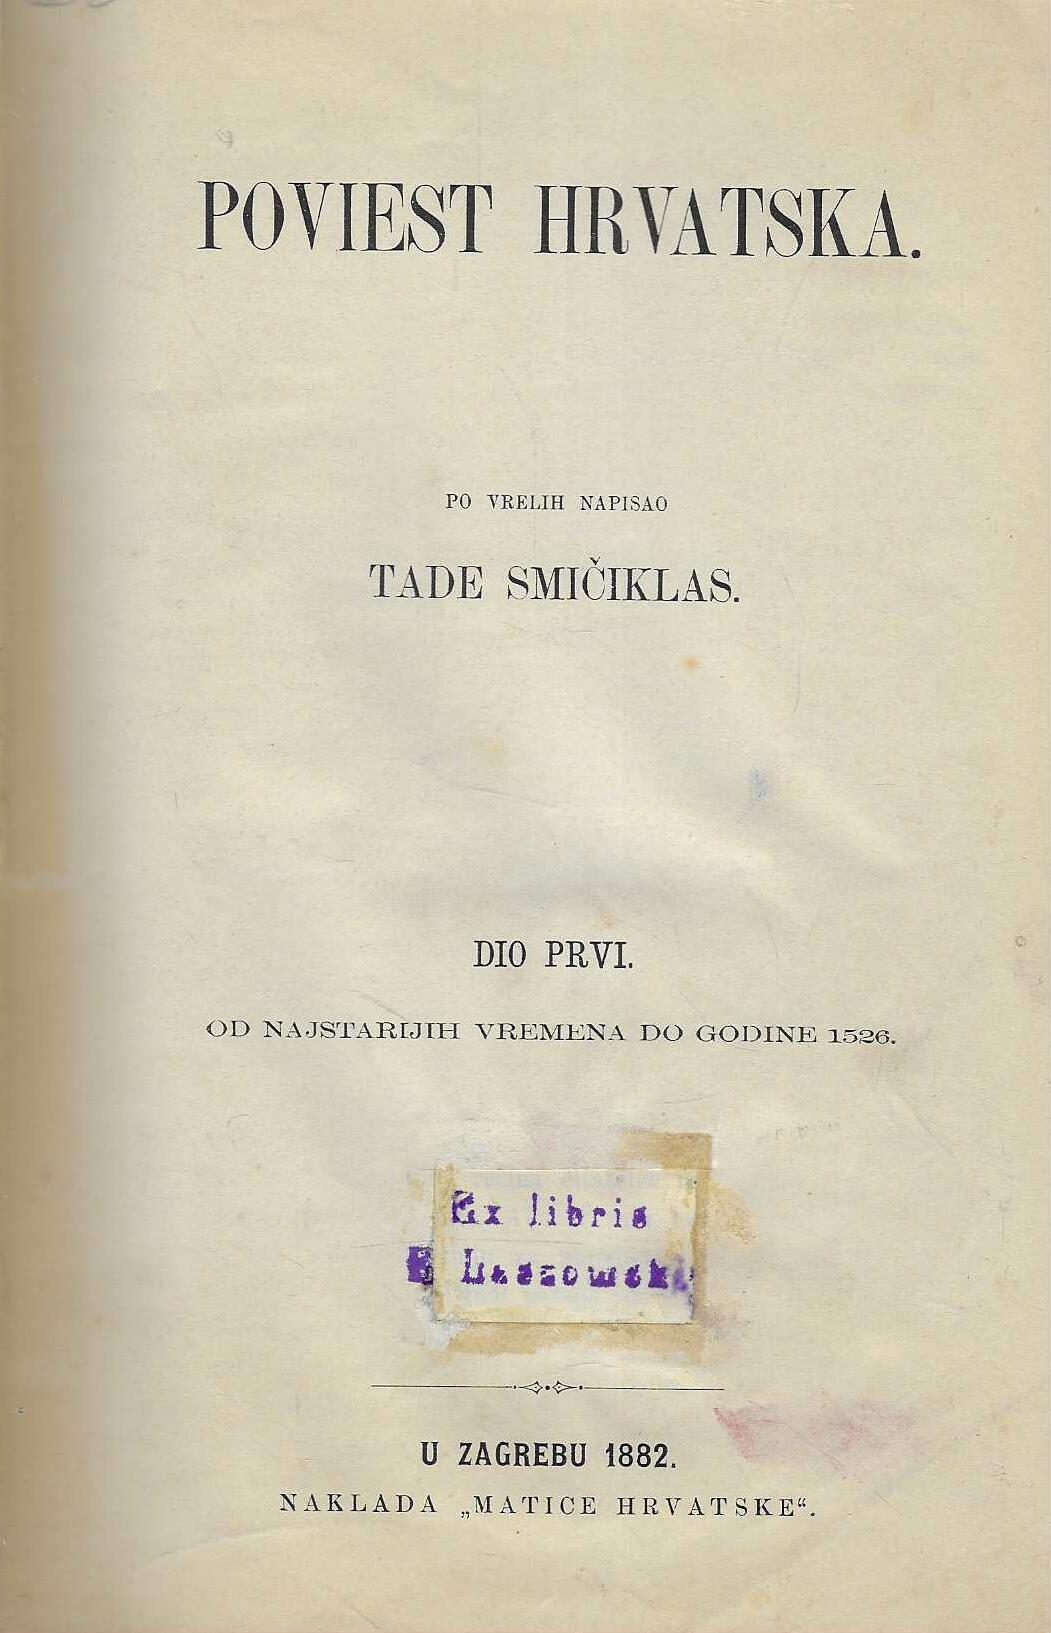 POVIEST HRVATSKA.
PO VRELIH NAPISAO
TADE SMIČIKLAS.
DIO PRVI.
OD NAJSTARIJIH VREMENA DO GODINE 1526.
Ex libris
E Laszowski
U ZAGREBU 1882.
NAKLADA „MATICE HRVATSKE“.